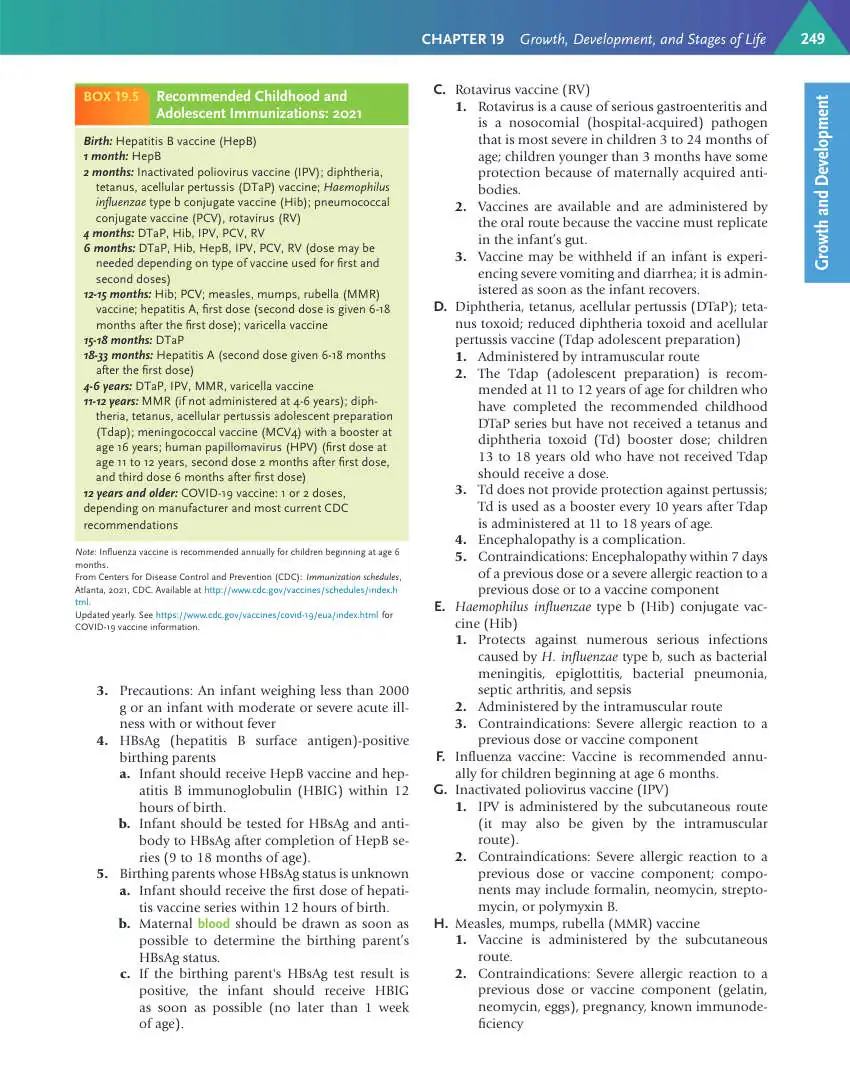 CHAPTER 19 Growth, Development, and Stages of Life 249
BOX 19.5 Recommended Childhood and
Adolescent Immunizations: 2021
Birth: Hepatitis B vaccine (HepB)
1 month: HepB
2 months: Inactivated poliovirus vaccine (IPV); diphtheria,
tetanus, acellular pertussis (DTaP) vaccine; Haemophilus
influenzae type b conjugate vaccine (Hib); pneumococcal
conjugate vaccine (PCV), rotavirus (RV)
4 months: DTaP, Hib, IPV, PCV, RV
6 months: DTaP, Hib, HepB, IPV, PCV, RV (dose may be
needed depending on type of vaccine used for first and
second doses)
12-15 months: Hib; PCV; measles, mumps, rubella (MMR)
vaccine; hepatitis A, first dose (second dose is given 6-18
months after the first dose); varicella vaccine
15-18 months: DTaP
18-33 months: Hepatitis A (second dose given 6-18 months
after the first dose)
4-6 years: DTaP, IPV, MMR, varicella vaccine
11-12 years: MMR (if not administered at 4-6 years); diph-
theria, tetanus, acellular pertussis adolescent preparation
(Tdap); meningococcal vaccine (MCV4) with a booster at
age 16 years; human papillomavirus (HPV) (first dose at
age 11 to 12 years, second dose 2 months after first dose,
and third dose 6 months after first dose)
12 years and older: COVID-19 vaccine: 1 or 2 doses,
depending on manufacturer and most current CDC
recommendations
Note: Influenza vaccine is recommended annually for children beginning at age 6
months.
From Centers for Disease Control and Prevention (CDC): Immunization schedules,
Atlanta, 2021, CDC. Available at http://www.cdc.gov/vaccines/schedules/index.h
tml.
Updated yearly. See https://www.cdc.gov/vaccines/covid-19/eua/index.html for
COVID-19 vaccine information.
3. Precautions: An infant weighing less than 2000
g or an infant with moderate or severe acute ill-
ness with or without fever
4. HBsAg (hepatitis B surface antigen)-positive
birthing parents
a. Infant should receive HepB vaccine and hep-
atitis B immunoglobulin (HBIG) within 12
hours of birth.
b. Infant should be tested for HBsAg and anti-
body to HBsAg after completion of HepB se-
ries (9 to 18 months of age).
5. Birthing parents whose HBsAg status is unknown
a. Infant should receive the first dose of hepati-
tis vaccine series within 12 hours of birth.
b. Maternal blood should be drawn as soon as
possible to determine the birthing parent's
HBsAg status.
c. If the birthing parent's HBsAg test result is
positive, the infant should receive HBIG
as soon as possible (no later than 1 week
of age).
C. Rotavirus vaccine (RV)
1. Rotavirus is a cause of serious gastroenteritis and
is a nosocomial (hospital-acquired) pathogen
that is most severe in children 3 to 24 months of
age; children younger than 3 months have some
protection because of maternally acquired anti-
bodies.
2. Vaccines are available and are administered by
the oral route because the vaccine must replicate
in the infant's gut.
3. Vaccine may be withheld if an infant is experi-
encing severe vomiting and diarrhea; it is admin-
istered as soon as the infant recovers.
D. Diphtheria, tetanus, acellular pertussis (DTaP); teta-
nus toxoid; reduced diphtheria toxoid and acellular
pertussis vaccine (Tdap adolescent preparation)
1. Administered by intramuscular route
2. The Tdap (adolescent preparation) is recom-
mended at 11 to 12 years of age for children who
have completed the recommended childhood
DTaP series but have not received a tetanus and
diphtheria toxoid (Td) booster dose; children
13 to 18 years old who have not received Tdap
should receive a dose.
3. Td does not provide protection against pertussis;
Td is used as a booster every 10 years after Tdap
is administered at 11 to 18 years of age.
4. Encephalopathy is a complication.
5. Contraindications: Encephalopathy within 7 days
of a previous dose or a severe allergic reaction to a
previous dose or to a vaccine component
E. Haemophilus influenzae type b (Hib) conjugate vac-
cine (Hib)
1. Protects against numerous serious infections
caused by H. influenzae type b, such as bacterial
meningitis, epiglottitis, bacterial pneumonia,
septic arthritis, and sepsis
2. Administered by the intramuscular route
3. Contraindications: Severe allergic reaction to a
previous dose or vaccine component
F. Influenza vaccine: Vaccine is recommended annu-
ally for children beginning at age 6 months.
G. Inactivated poliovirus vaccine (IPV)
1. IPV is administered by the subcutaneous route
(it may also be given by the intramuscular
route).
2. Contraindications: Severe allergic reaction to a
previous dose or vaccine component; compo-
nents may include formalin, neomycin, strepto-
mycin, or polymyxin B.
H. Measles, mumps, rubella (MMR) vaccine
1. Vaccine is administered by the subcutaneous
route.
2. Contraindications: Severe allergic reaction to a
previous dose or vaccine component (gelatin,
neomycin, eggs), pregnancy, known immunode-
ficiency
Growth and Development